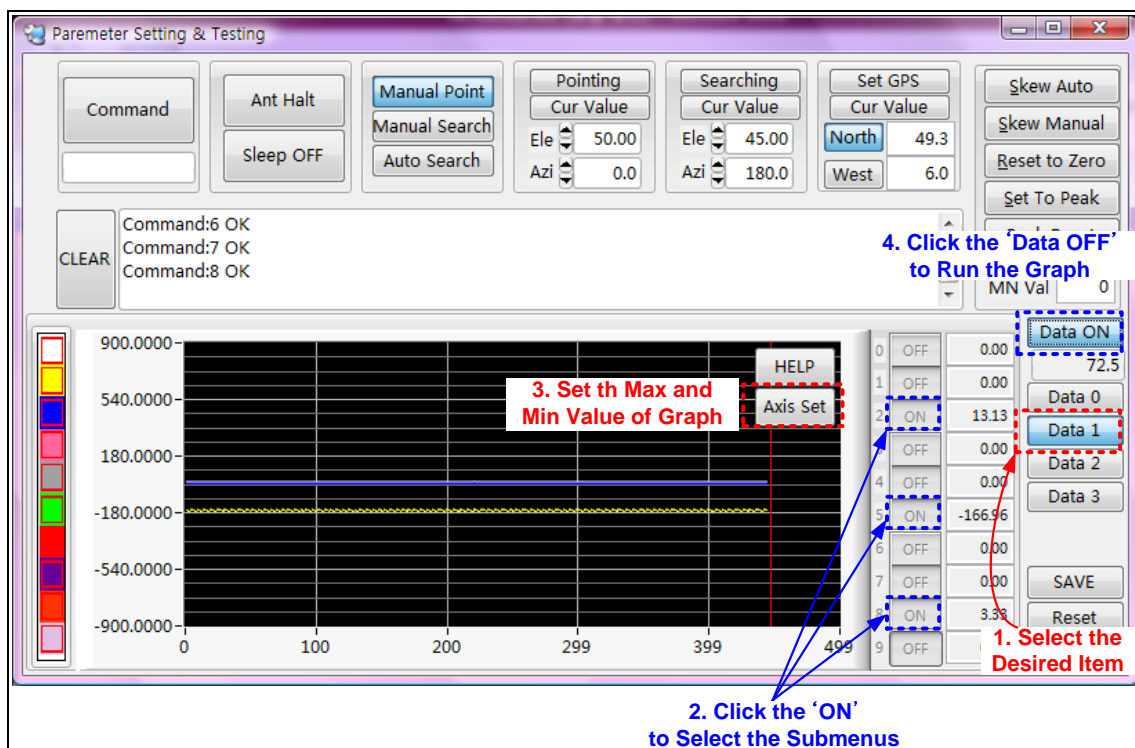 Paremeter Setting & Testing
Command
Ant Halt
Sleep OFF
Manual Point
Manual Search
Auto Search
Pointing
Cur Value
Ele 50.00
Azi 0.0
Searching
Cur Value
Ele 45.00
Azi 180.0
Set GPS
Cur Value
North 49.3
West 6.0
Skew Auto
Skew Manual
Reset to Zero
Set To Peak
CLEAR
Command:6 OK
Command:7 OK
Command:8 OK
4. Click the ‘Data OFF’
to Run the Graph
MN Val 0
900.0000
540.0000
180.0000
-180.0000
-540.0000
-900.0000
0 100 200 299 399 499
HELP
Axis Set
3. Set th Max and
Min Value of Graph
0 OFF 0.00
1 OFF 0.00
2 ON 13.13
OFF 0.00
4 OFF 0.00
5 ON -166.96
6 OFF 0.00
7 OFF 0.00
8 ON 3.33
9 OFF
Data ON
72.5
Data 0
Data 1
Data 2
Data 3
SAVE
Reset
1. Select the
Desired Item
2. Click the ‘ON’
to Select the Submenus